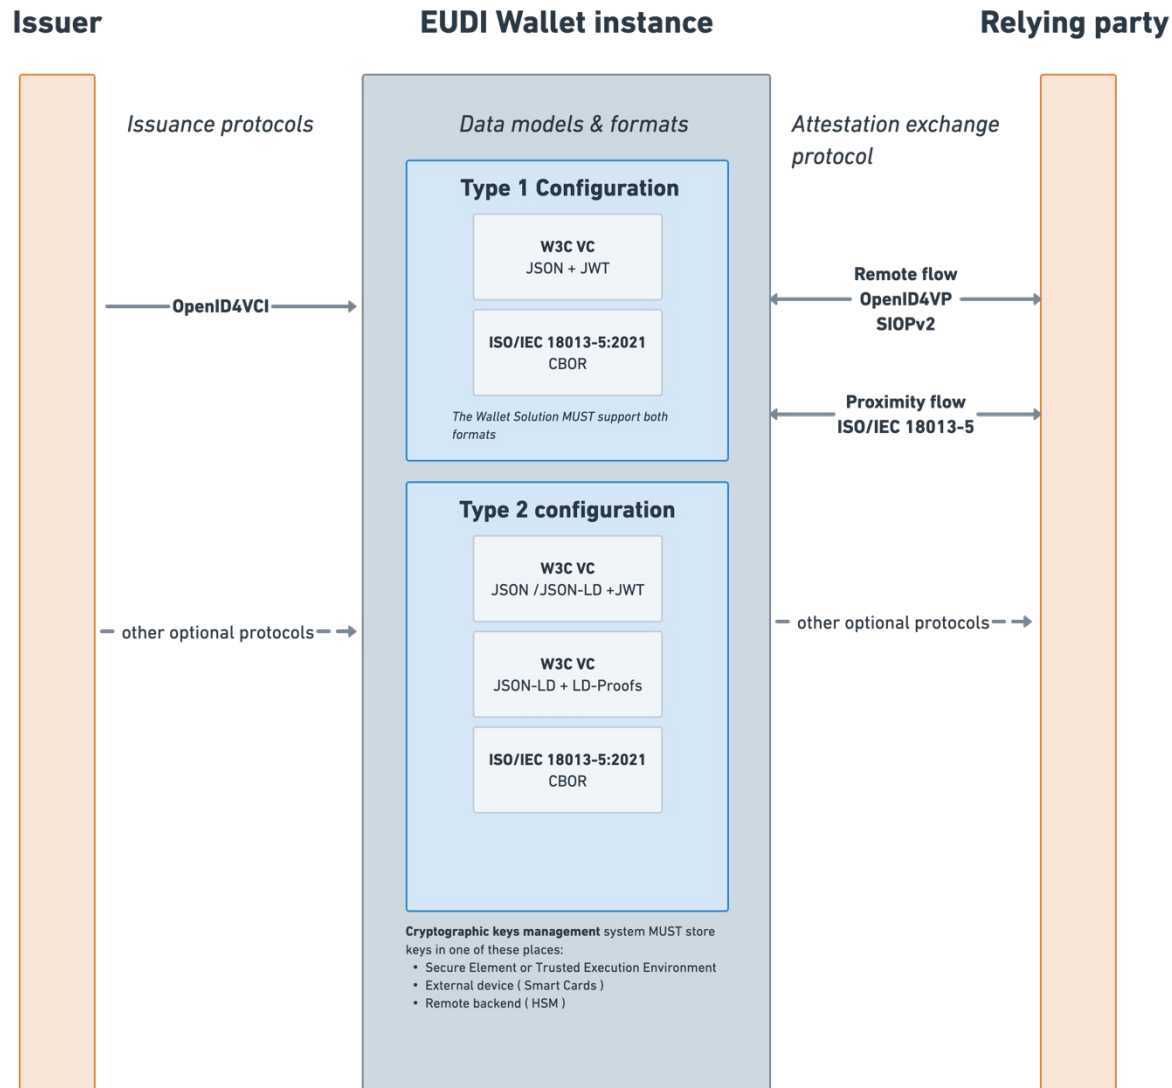 Issuer
EUDI Wallet instance
Relying party
Issuance protocols
Data models & formats
Attestation exchange
protocol
Type 1 Configuration
W3C VC
JSON + JWT
OpenID4VCI
ISO/IEC 18013-5:2021
CBOR
The Wallet Solution MUST support both
formats
Remote flow
OpenID4VP
SIOPv2
Proximity flow
ISO/IEC 18013-5
Type 2 configuration
W3C VC
JSON /JSON-LD +JWT
other optional protocols
W3C VC
JSON-LD + LD-Proofs
ISO/IEC 18013-5:2021
CBOR
other optional protocols
Cryptographic keys management system MUST store
keys in one of these places:
• Secure Element or Trusted Execution Environment
• External device ( Smart Cards )
• Remote backend ( HSM )